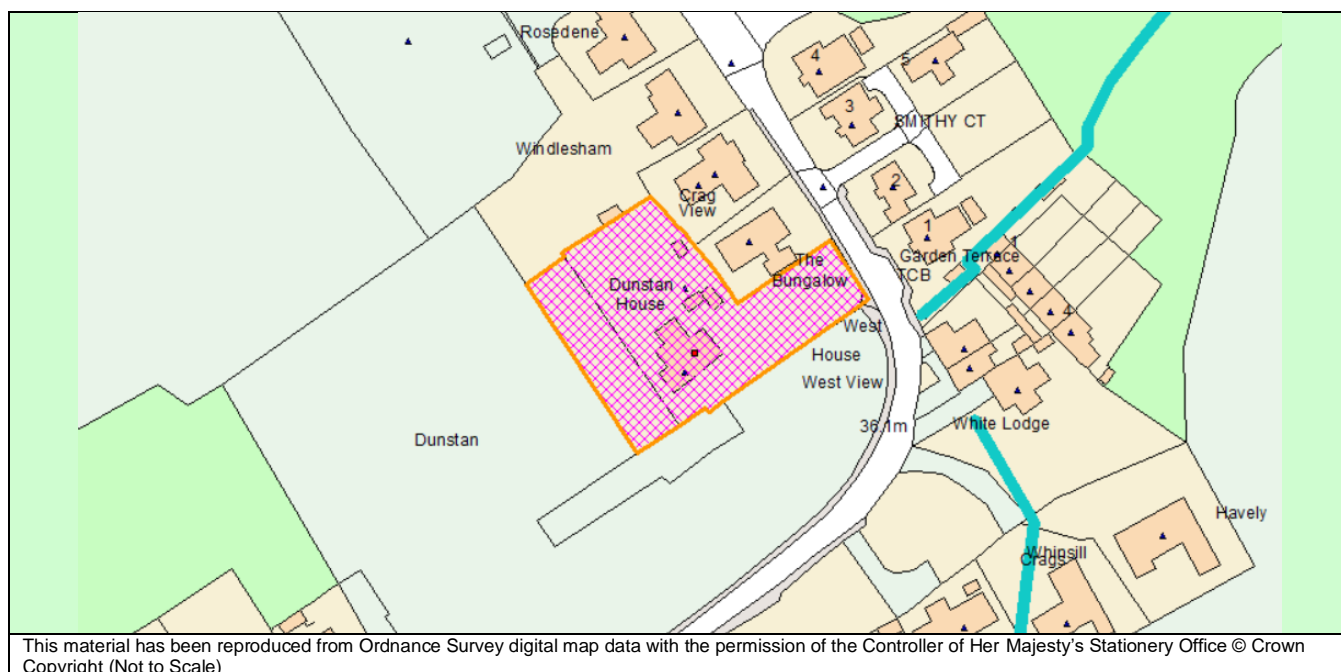 Rosedene
4
5
3
SMITHY CT
Windlesham
2
Crag
View
1
1
Garden Terrace
The
Bungalow
TCB
Dunstan
House
4
West
House
West View
36.1m
White Lodge
Dunstan
Havely
Whinsill
Crags
This material has been reproduced from Ordnance Survey digital map data with the permission of the Controller of Her Majesty's Stationery Office © Crown
Copyright (Not to Scale)